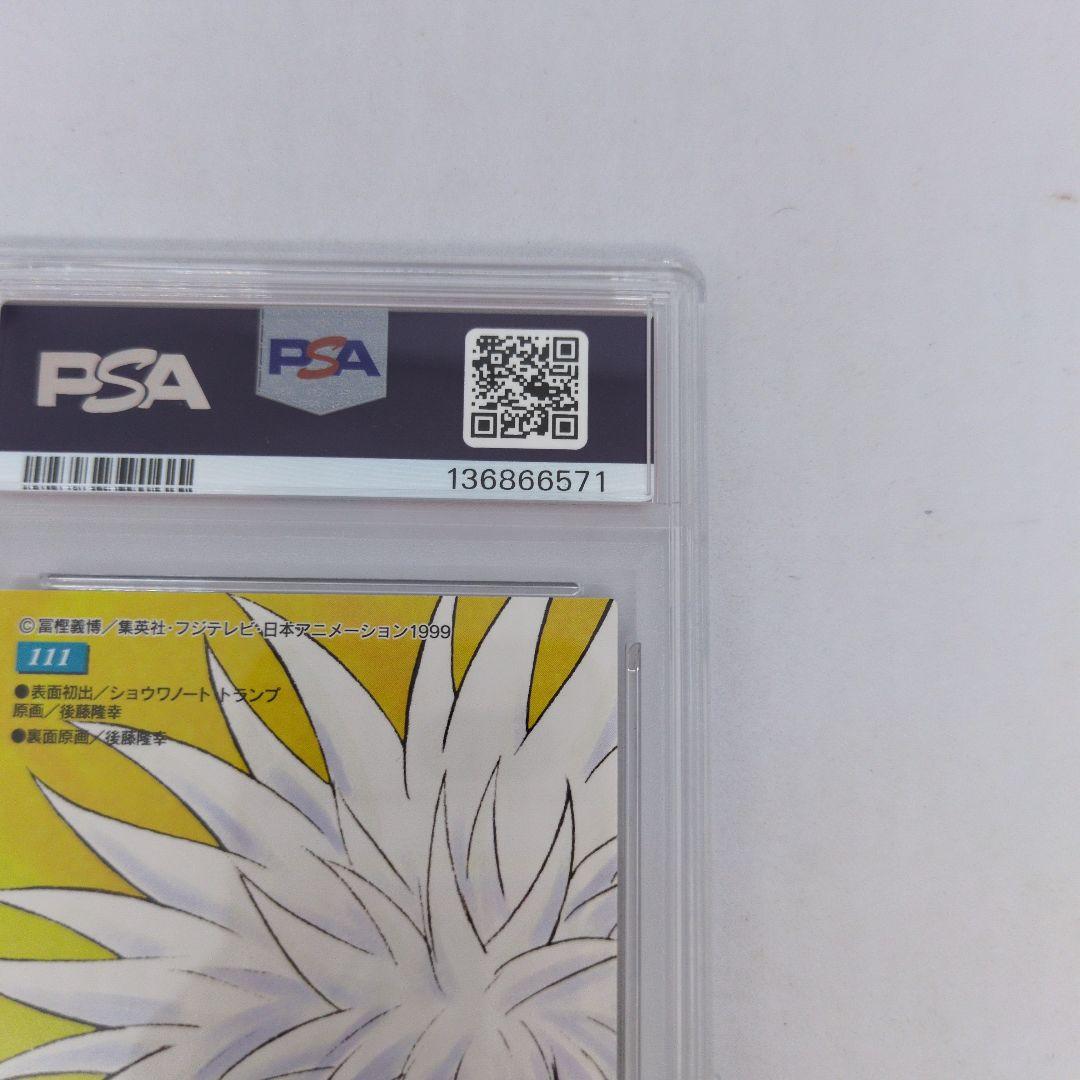 PSA
PSA
136866571
©冨樫義博／集英社・フジテレビ・日本アニメーション1999
111
●表面初出／ショウワノート トランプ
原画／後藤隆幸
●裏面原画／後藤隆幸